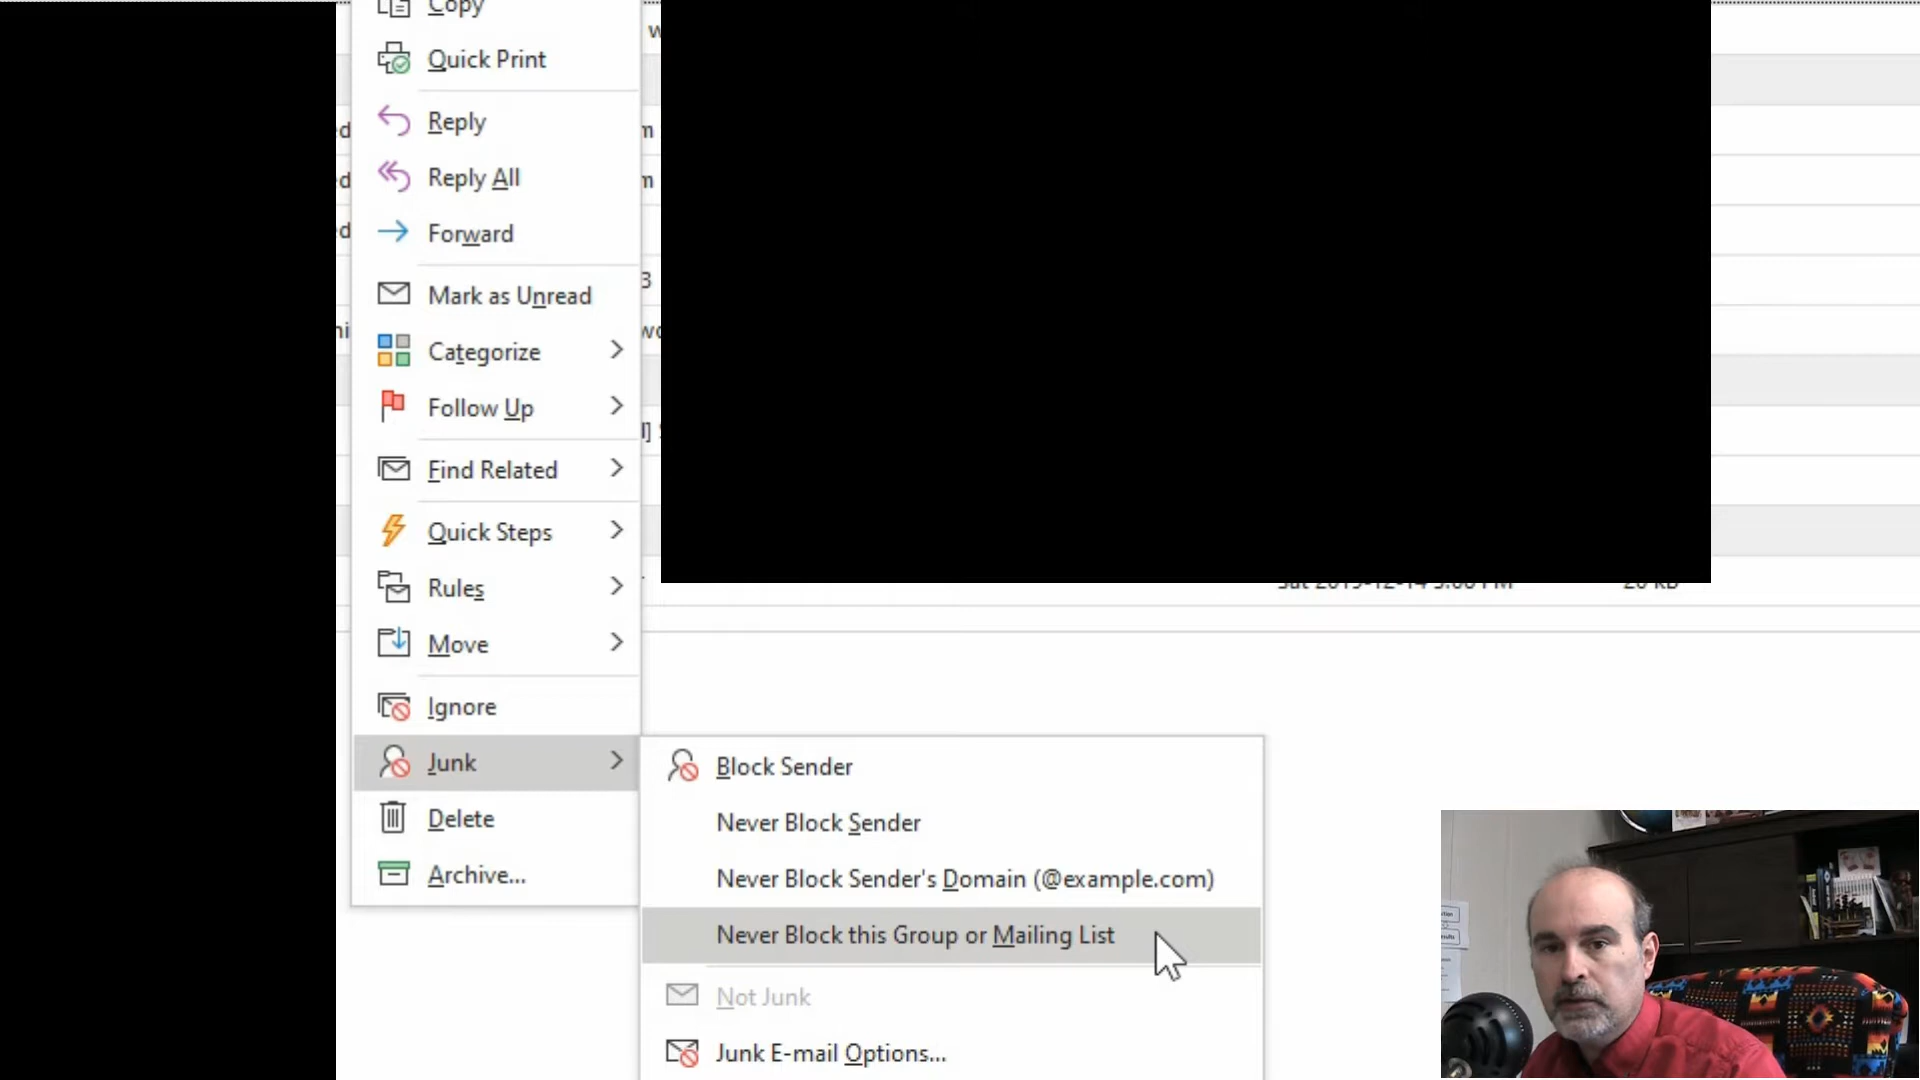 Copy
Quick Print
Reply
Reply All
Forward
Mark as Unread
Categorize
Follow Up
Find Related
Quick Steps
Rules
Move
Ignore
Junk
Delete
Archive...
Block Sender
Never Block Sender
Never Block Sender's Domain (@example.com)
Never Block this Group or Mailing List
Not Junk
Junk E-mail Options...